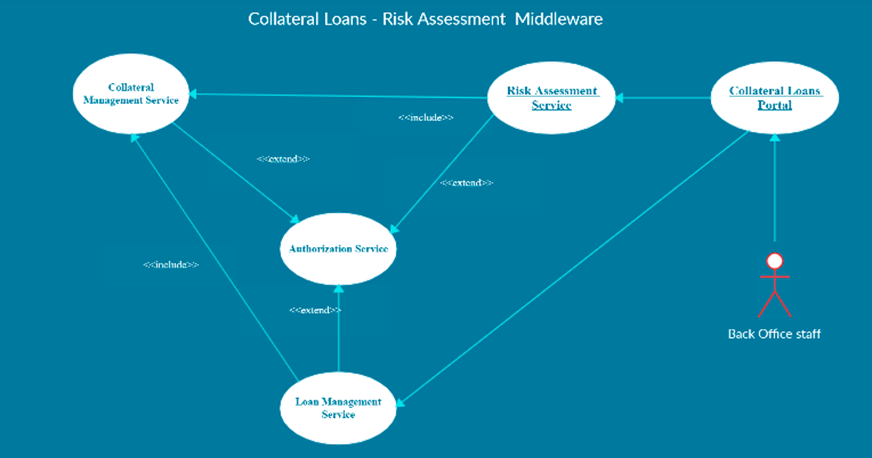 Collateral Loans - Risk Assessment Middleware
Collateral
Management Service
Risk Assessment
Service
Collateral Loans
Portal
<<include>>
<<extend>>
<<extend>>
Authorization Service
<<include>>
<<extend>>
Back Office staff
Loan Management
Service